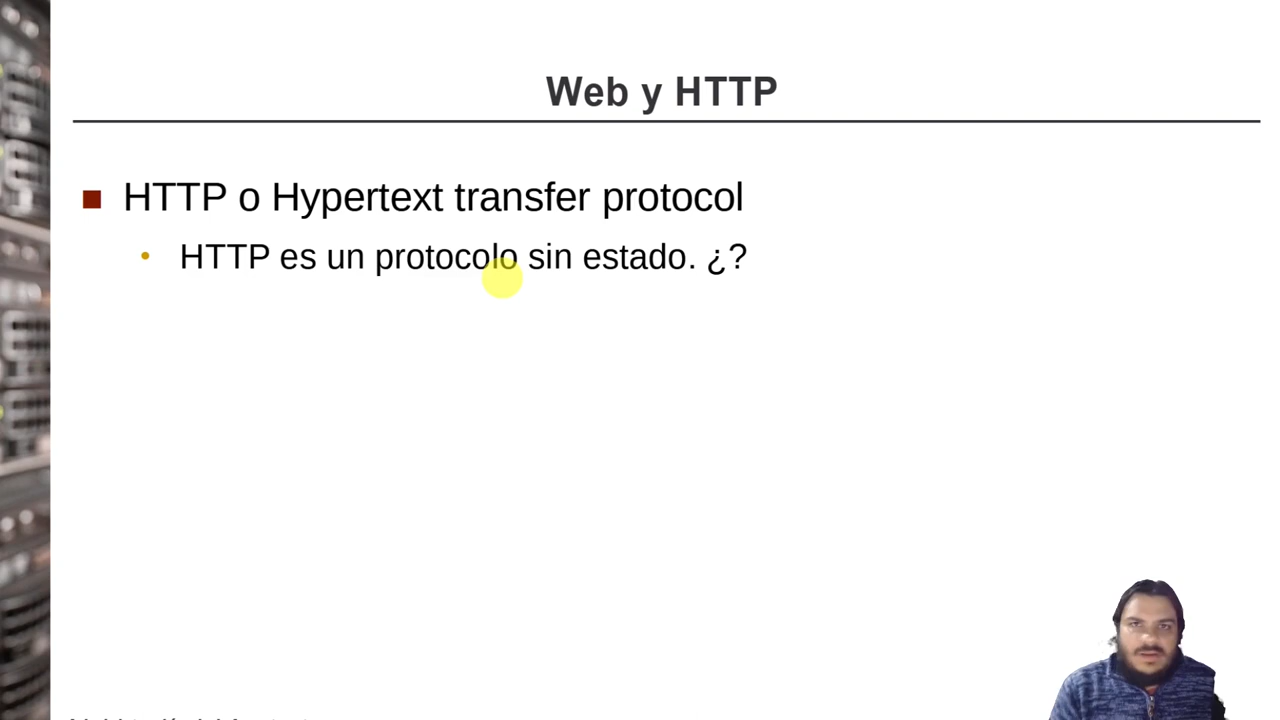 Web y HTTP
HTTP o Hypertext transfer protocol
HTTP es un protocolo sin estado. ¿?